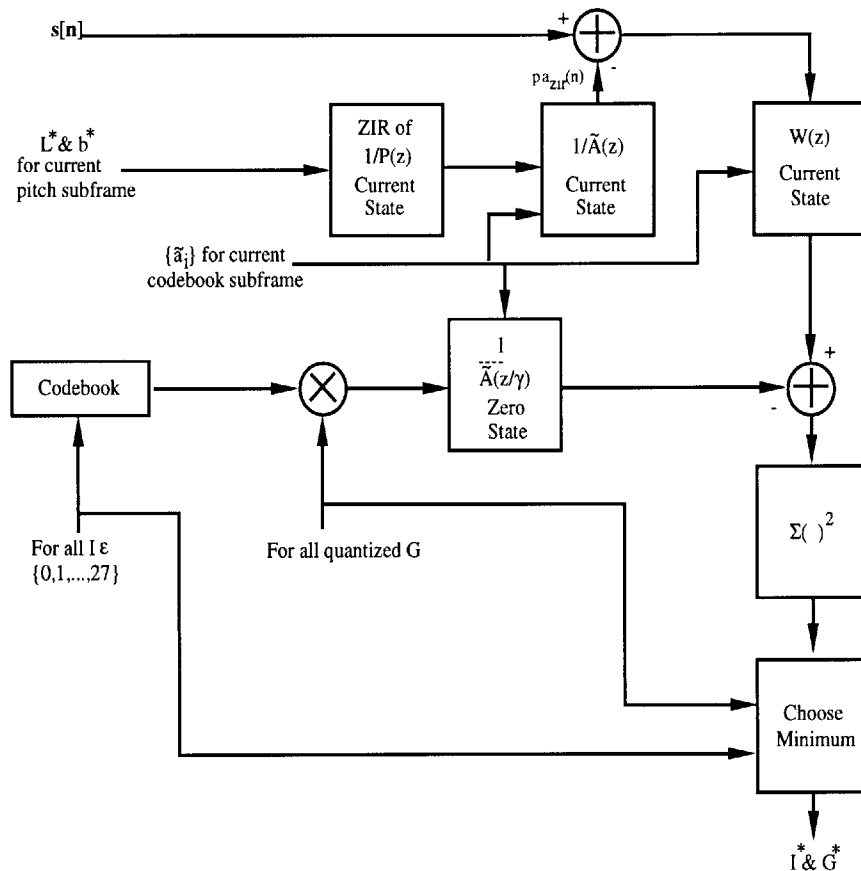 s[n]
+
-
pa_zir(n)
L* & b*
for current
pitch subframe
ZIR of
1/P(z)
Current
State
1/Ã(z)
Current
State
W(z)
Current
State
{ã_i} for current
codebook subframe
Codebook
1
Ã(z/γ)
Zero
State
+
-
For all I ε
{0,1,...,27}
For all quantized G
Σ( )²
Choose
Minimum
I* & G*